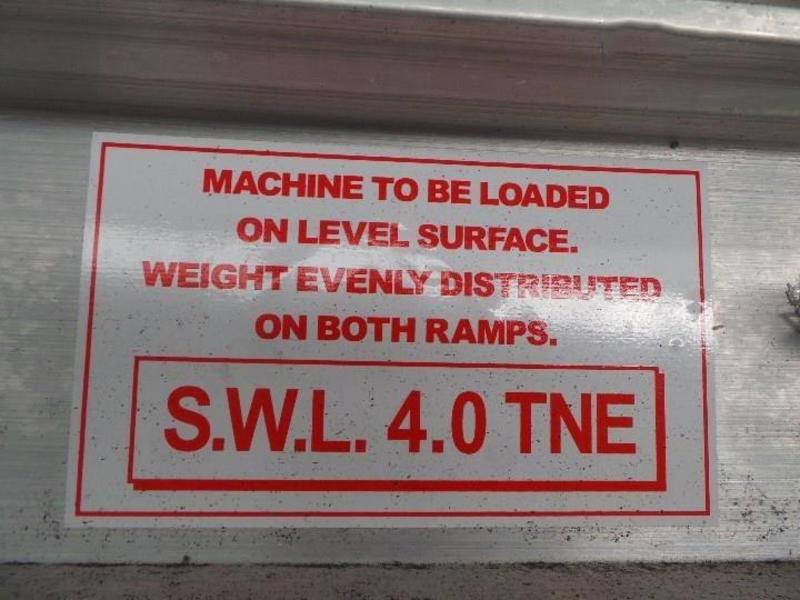 MACHINE TO BE LOADED
ON LEVEL SURFACE.
WEIGHT EVENLY DISTRIBUTED
ON BOTH RAMPS.
S.W.L. 4.0 TNE